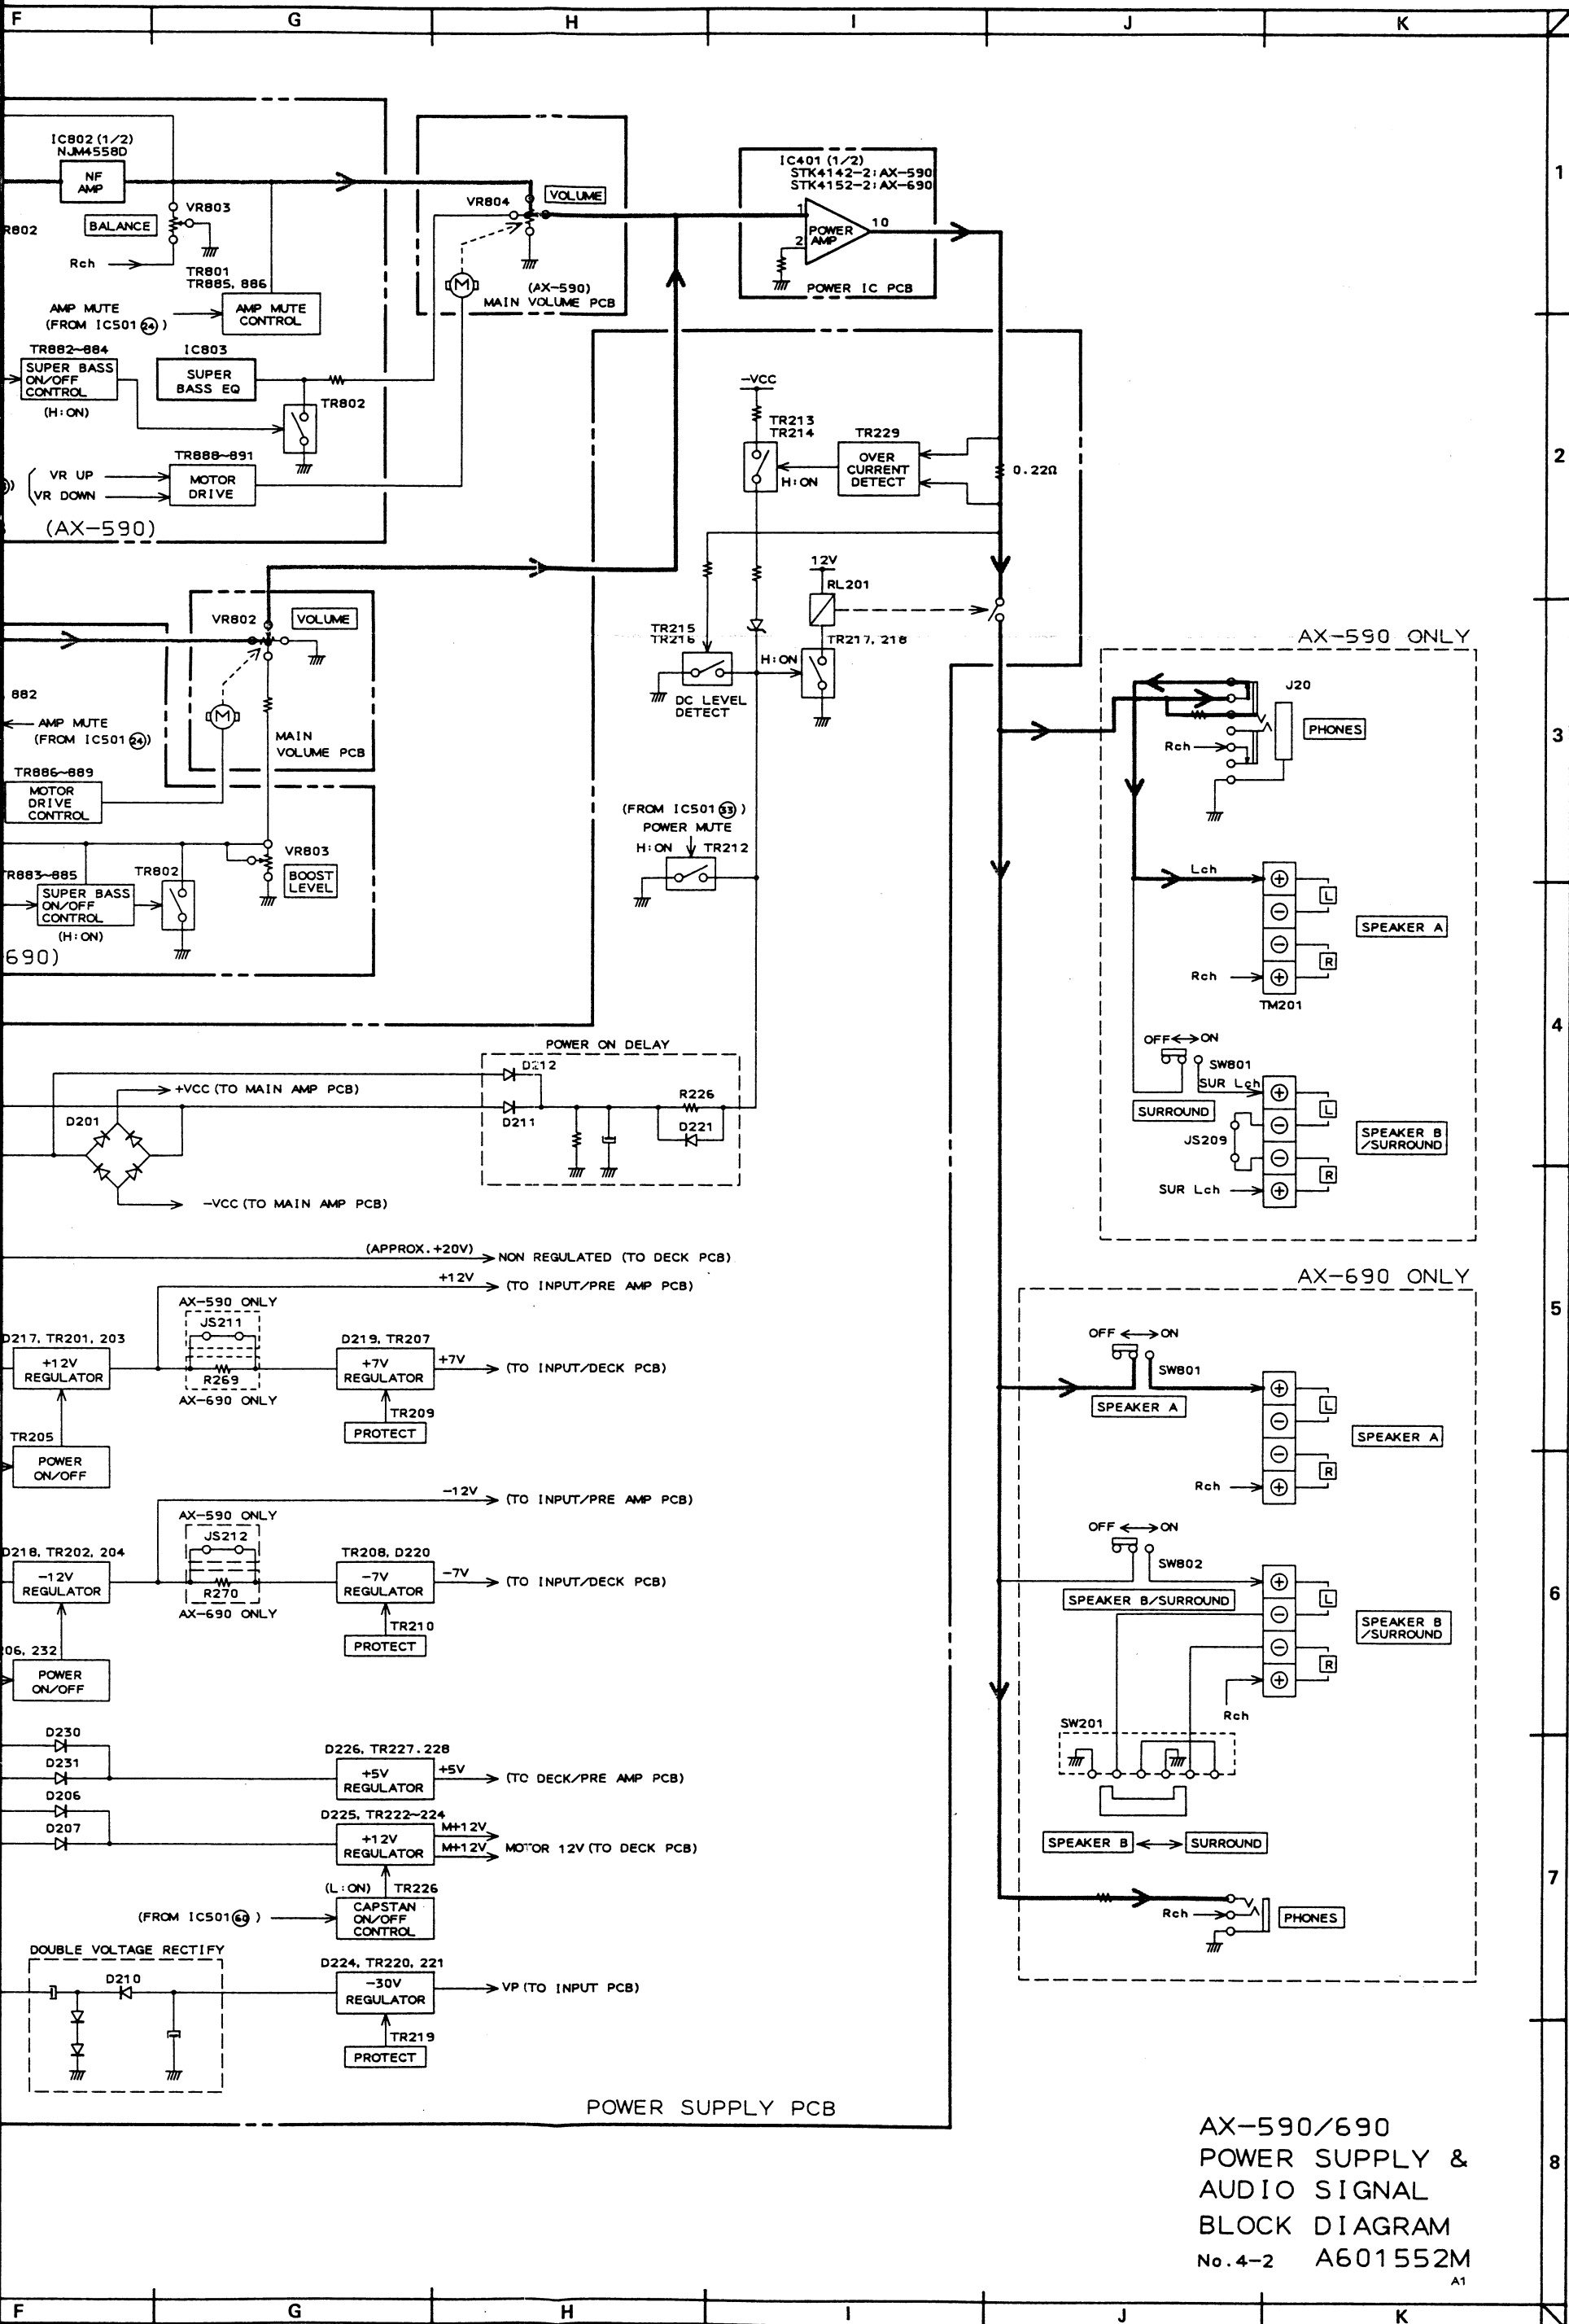 F G H I J K
IC802 (1/2)
NJM4558D
NF
AMP
R802
BALANCE
VR803
Rch
TR801
TR885, 886
AMP MUTE
(FROM IC501 24)
AMP MUTE
CONTROL
VR804
VOLUME
M
(AX-590)
MAIN VOLUME PCB
IC401 (1/2)
STK4142-2:AX-590
STK4152-2:AX-690
1
2
POWER
AMP
10
POWER IC PCB
1
TR882~884
SUPER BASS
ON/OFF
CONTROL
(H:ON)
IC803
SUPER
BASS EQ
TR802
TR888~891
VR UP
VR DOWN
MOTOR
DRIVE
(AX-590)
-VCC
TR213
TR214
H:ON
TR229
OVER
CURRENT
DETECT
0.22Ω
2
12V
RL201
TR215
TR216
DC LEVEL
DETECT
H:ON
TR217, 218
VR802
VOLUME
882
AMP MUTE
(FROM IC501 24)
M
MAIN
VOLUME PCB
TR886~889
MOTOR
DRIVE
CONTROL
VR803
BOOST
LEVEL
TR883~885
SUPER BASS
ON/OFF
CONTROL
(H:ON)
TR802
690)
(FROM IC501 33)
POWER MUTE
H:ON TR212
AX-590 ONLY
J20
PHONES
Rch
3
Lch
L
SPEAKER A
R
Rch
TM201
4
OFF ON
SW801
SUR Lch
SURROUND
JS209
L
SPEAKER B
/SURROUND
R
SUR Lch
POWER ON DELAY
D212
D211
R226
D221
+VCC (TO MAIN AMP PCB)
D201
-VCC (TO MAIN AMP PCB)
(APPROX.+20V)
NON REGULATED (TO DECK PCB)
+12V
(TO INPUT/PRE AMP PCB)
AX-590 ONLY
JS211
R269
AX-690 ONLY
D217, TR201, 203
+12V
REGULATOR
D219, TR207
+7V
REGULATOR
+7V
(TO INPUT/DECK PCB)
TR209
PROTECT
TR205
POWER
ON/OFF
-12V
(TO INPUT/PRE AMP PCB)
AX-590 ONLY
JS212
R270
AX-690 ONLY
D218, TR202, 204
-12V
REGULATOR
TR208, D220
-7V
REGULATOR
-7V
(TO INPUT/DECK PCB)
TR210
PROTECT
06, 232
POWER
ON/OFF
AX-690 ONLY
5
OFF ON
SW801
SPEAKER A
L
SPEAKER A
R
Rch
OFF ON
SW802
SPEAKER B/SURROUND
L
SPEAKER B
/SURROUND
R
Rch
6
SW201
SPEAKER B SURROUND
Rch
PHONES
7
D230
D231
D206
D207
D226, TR227.228
+5V
REGULATOR
+5V
(TO DECK/PRE AMP PCB)
D225, TR222~224
+12V
REGULATOR
M+12V
M+12V
MOTOR 12V (TO DECK PCB)
(L:ON) TR226
(FROM IC501 60)
CAPSTAN
ON/OFF
CONTROL
DOUBLE VOLTAGE RECTIFY
D210
D224, TR220, 221
-30V
REGULATOR
VP (TO INPUT PCB)
TR219
PROTECT
POWER SUPPLY PCB
8
AX-590/690
POWER SUPPLY &
AUDIO SIGNAL
BLOCK DIAGRAM
No.4-2 A601552M
A1
F G H I J K